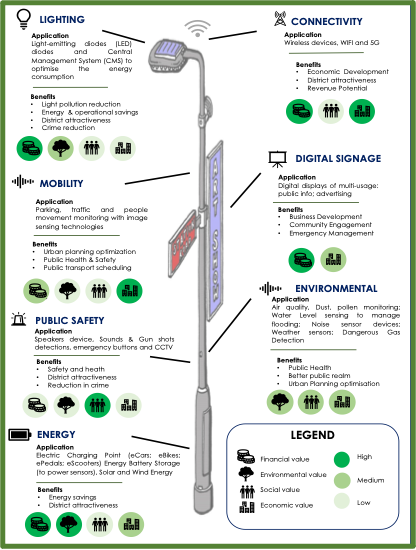 LIGHTING
Application
Light-emitting diodes (LED)
diodes and Central
Management System (CMS) to
optimise the energy
consumption
Benefits
• Light pollution reduction
• Energy & operational savings
• District attractiveness
• Crime reduction
MOBILITY
Application
Parking, traffic and people
movement monitoring with image
sensing technologies
Benefits
• Urban planning optimization
• Public Health & Safety
• Public transport scheduling
PUBLIC SAFETY
Application
Speakers device, Sounds & Gun shots
detections, emergency buttons and CCTV
Benefits
• Safety and heath
• District attractiveness
• Reduction in crime
ENERGY
Application
Electric Charging Point (eCars; eBikes;
ePedals; eScooters) Energy Battery Storage
(to power sensors), Solar and Wind Energy
Benefits
• Energy savings
• District attractiveness
CONNECTIVITY
Application
Wireless devices, WIFI and 5G
Benefits
• Economic Development
• District attractiveness
• Revenue Potential
DIGITAL SIGNAGE
Application
Digital displays of multi-usage:
public info; advertising
Benefits
• Business Development
• Community Engagement
• Emergency Management
ENVIRONMENTAL
Application
Air quality, Dust, pollen monitoring;
Water Level sensing to manage
flooding; Noise sensor devices;
Weather sensors; Dangerous Gas
Detection
Benefits
• Public Health
• Better public realm
• Urban Planning optimisation
LEGEND
Financial value
Environmental value
Social value
Economic value
High
Medium
Low